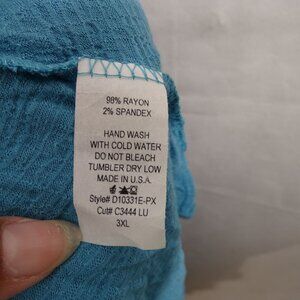 98% RAYON
2% SPANDEX
HAND WASH
WITH COLD WATER
DO NOT BLEACH
TUMBLER DRY LOW
MADE IN U.S.A.
Style# D10331E-PX
Cut# C3444 LU
3XL